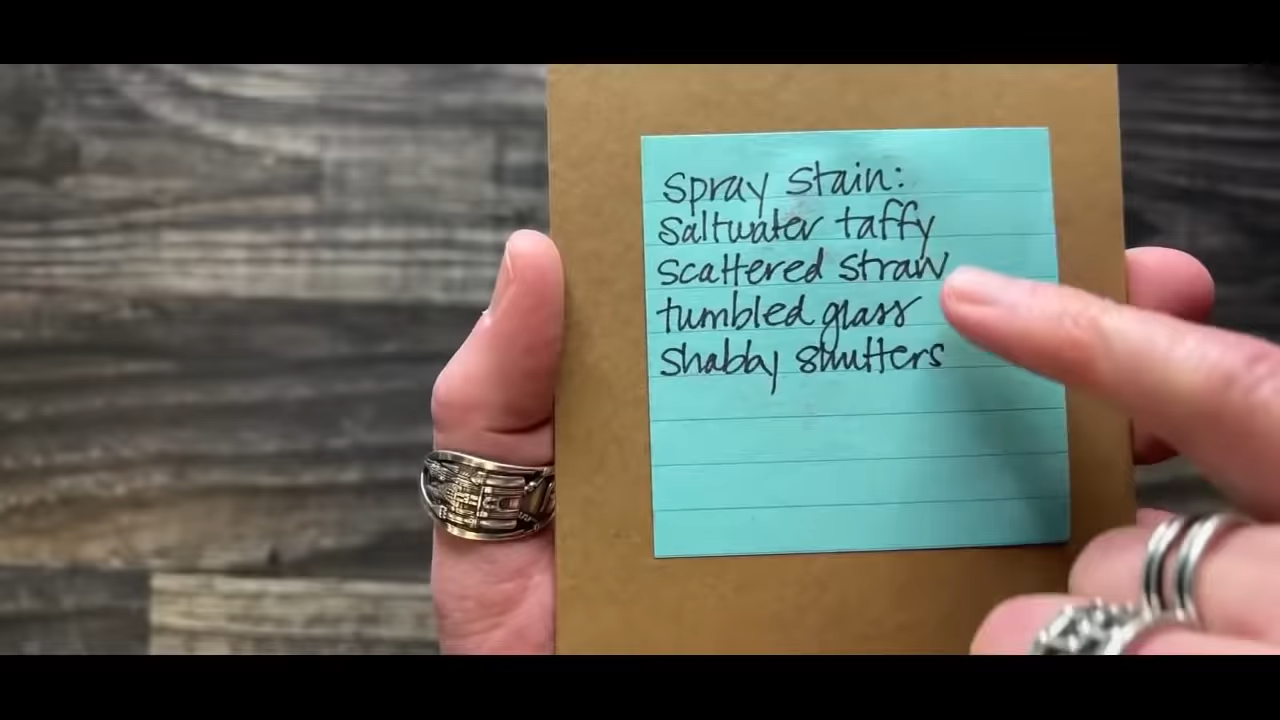 Spray Stain:
Saltwater taffy
Scattered straw
tumbled glass
Shabby shutters